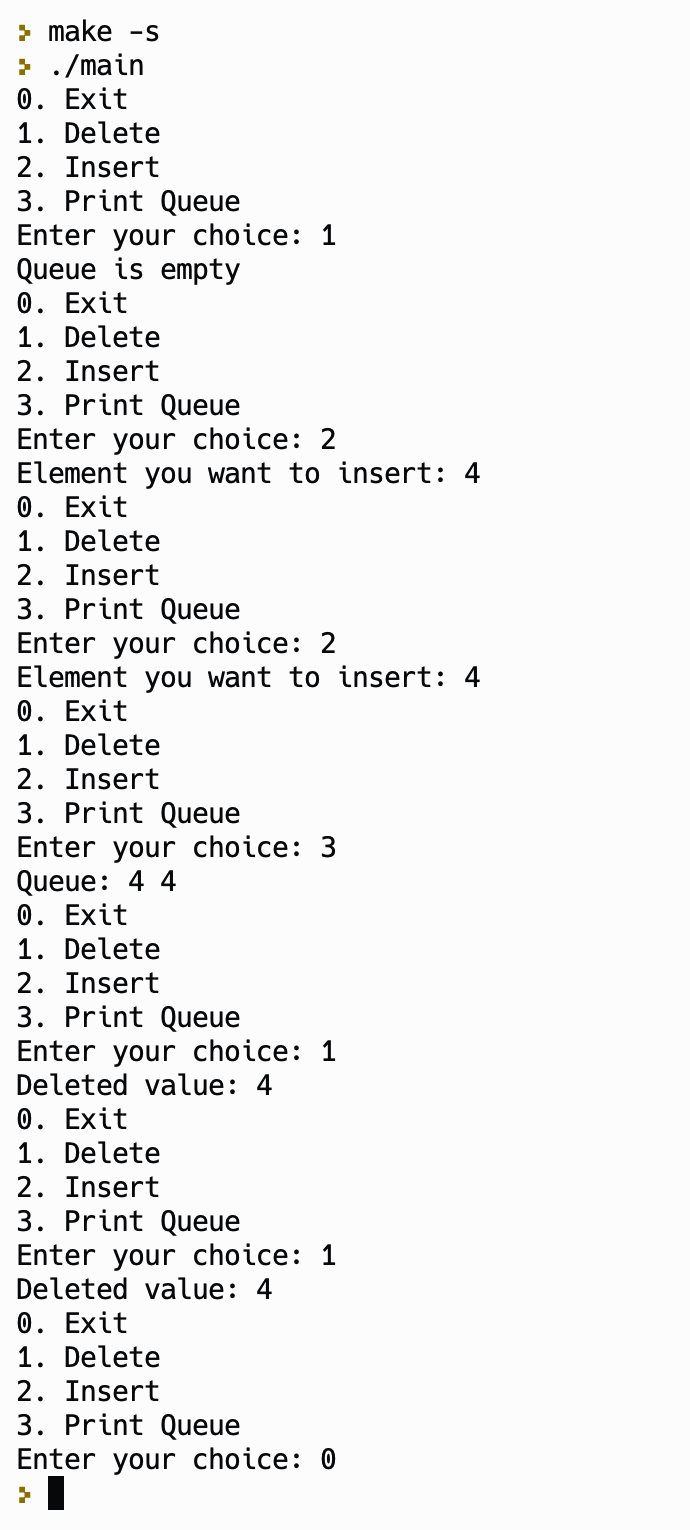 make -s
./main
0. Exit
1. Delete
2. Insert
3. Print Queue
Enter your choice: 1
Queue is empty
0. Exit
1. Delete
2. Insert
3. Print Queue
Enter your choice: 2
Element you want to insert: 4
0. Exit
1. Delete
2. Insert
3. Print Queue
Enter your choice: 2
Element you want to insert: 4
0. Exit
1. Delete
2. Insert
3. Print Queue
Enter your choice: 3
Queue: 4 4
0. Exit
1. Delete
2. Insert
3. Print Queue
Enter your choice: 1
Deleted value: 4
0. Exit
1. Delete
2. Insert
3. Print Queue
Enter your choice: 1
Deleted value: 4
0. Exit
1. Delete
2. Insert
3. Print Queue
Enter your choice: 0